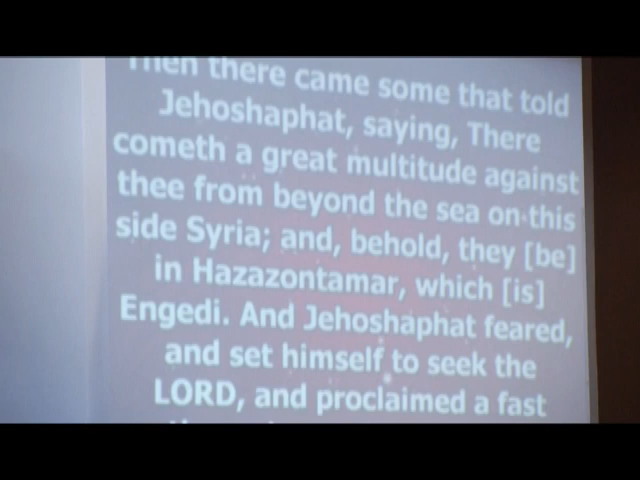 Then there came some that told
Jehoshaphat, saying, There
cometh a great multitude against
thee from beyond the sea on this
side Syria; and, behold, they [be]
in Hazazontamar, which [is]
Engedi. And Jehoshaphat feared,
and set himself to seek the
LORD, and proclaimed a fast